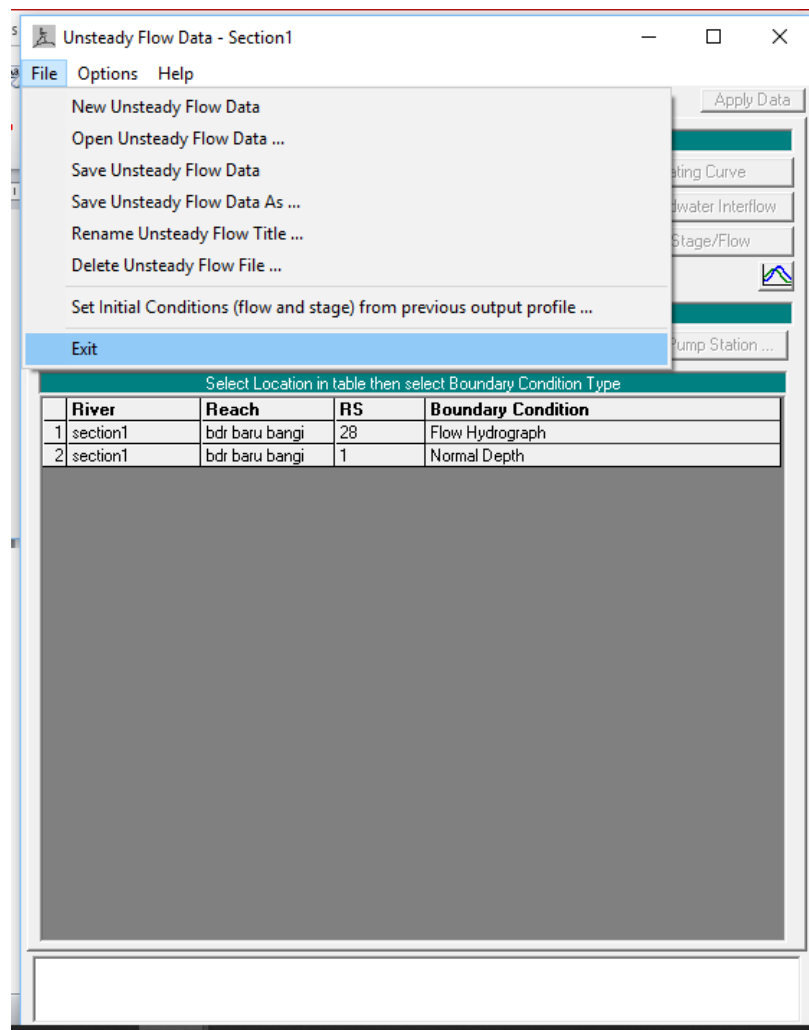 Unsteady Flow Data - Section1
File Options Help
New Unsteady Flow Data
Open Unsteady Flow Data ...
Save Unsteady Flow Data
Save Unsteady Flow Data As ...
Rename Unsteady Flow Title ...
Delete Unsteady Flow File ...
Set Initial Conditions (flow and stage) from previous output profile ...
Exit
Apply Data
ating Curve
dwater Interflow
Stage/Flow
Pump Station ...
Select Location in table then select Boundary Condition Type
River Reach RS Boundary Condition
1 section1 bdr baru bangi 28 Flow Hydrograph
2 section1 bdr baru bangi 1 Normal Depth